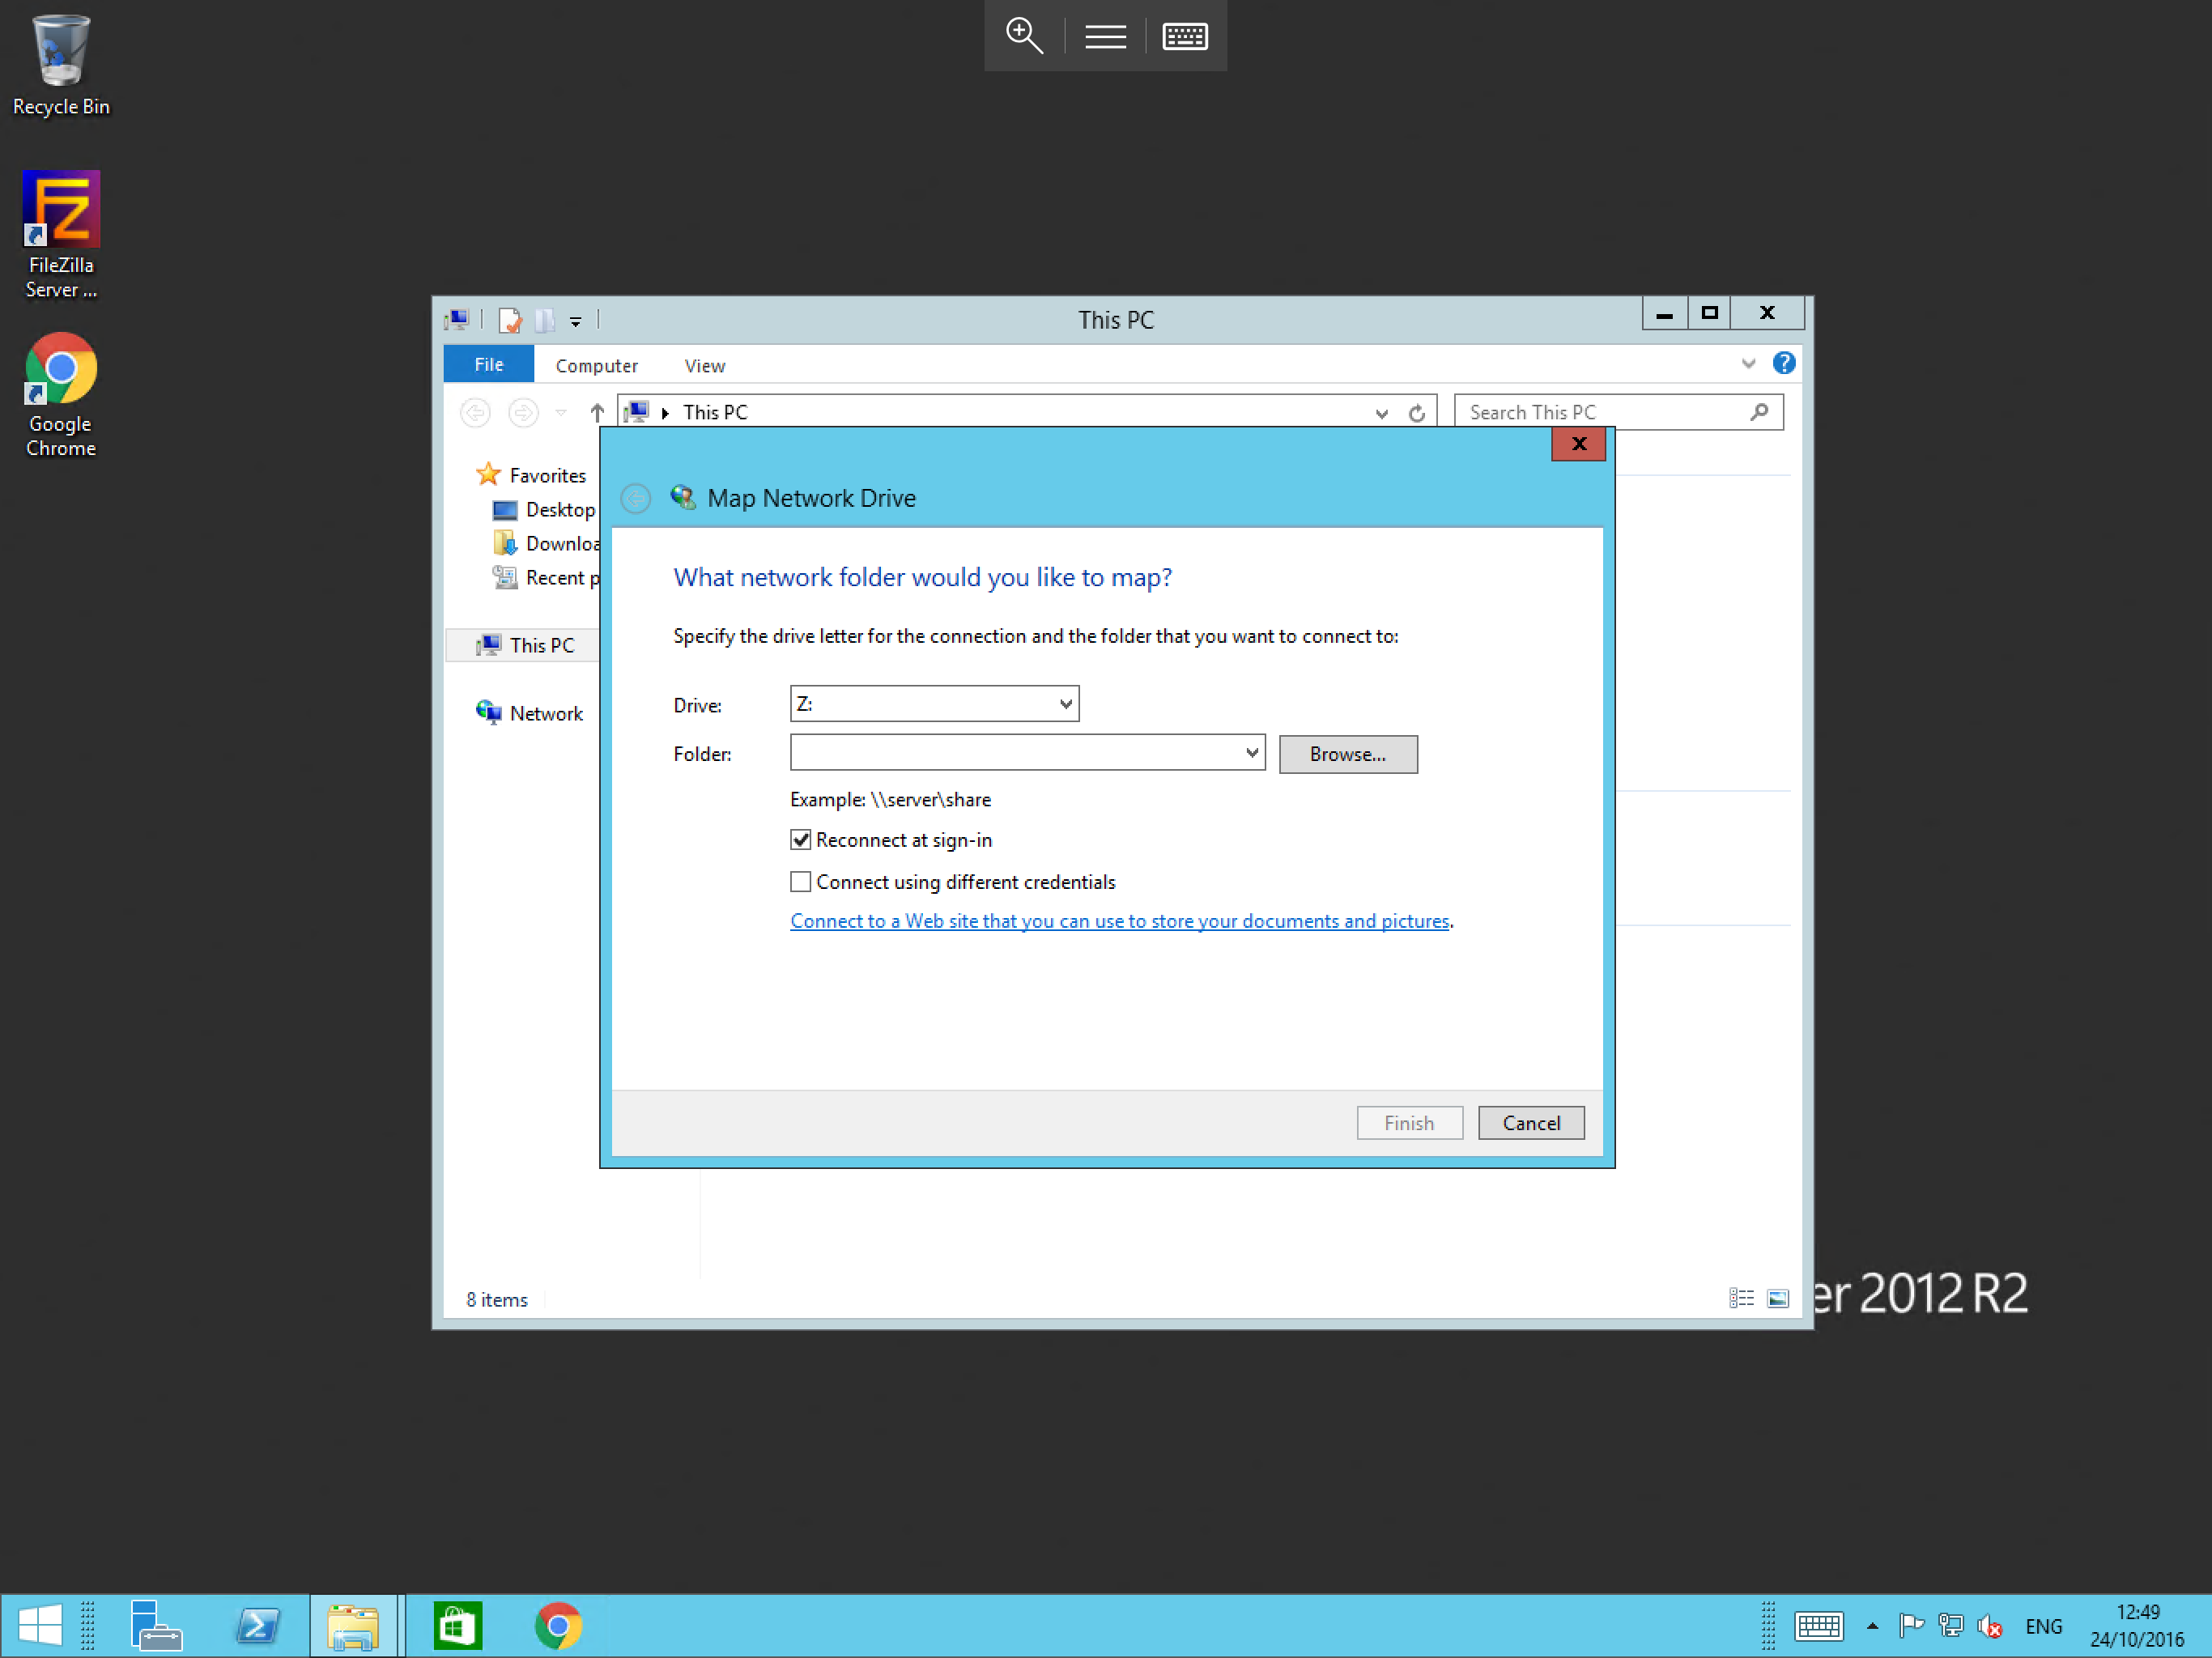 Recycle Bin
FileZilla
Server ...
Google
Chrome
This PC
File
Computer
View
This PC
Search This PC
Favorites
Desktop
Downloa
Recent p
This PC
Network
8 items
Map Network Drive
What network folder would you like to map?
Specify the drive letter for the connection and the folder that you want to connect to:
Drive:
Z:
Folder:
Browse...
Example: \\server\share
Reconnect at sign-in
Connect using different credentials
Connect to a Web site that you can use to store your documents and pictures.
Finish
Cancel
er 2012 R2
ENG
12:49
24/10/2016